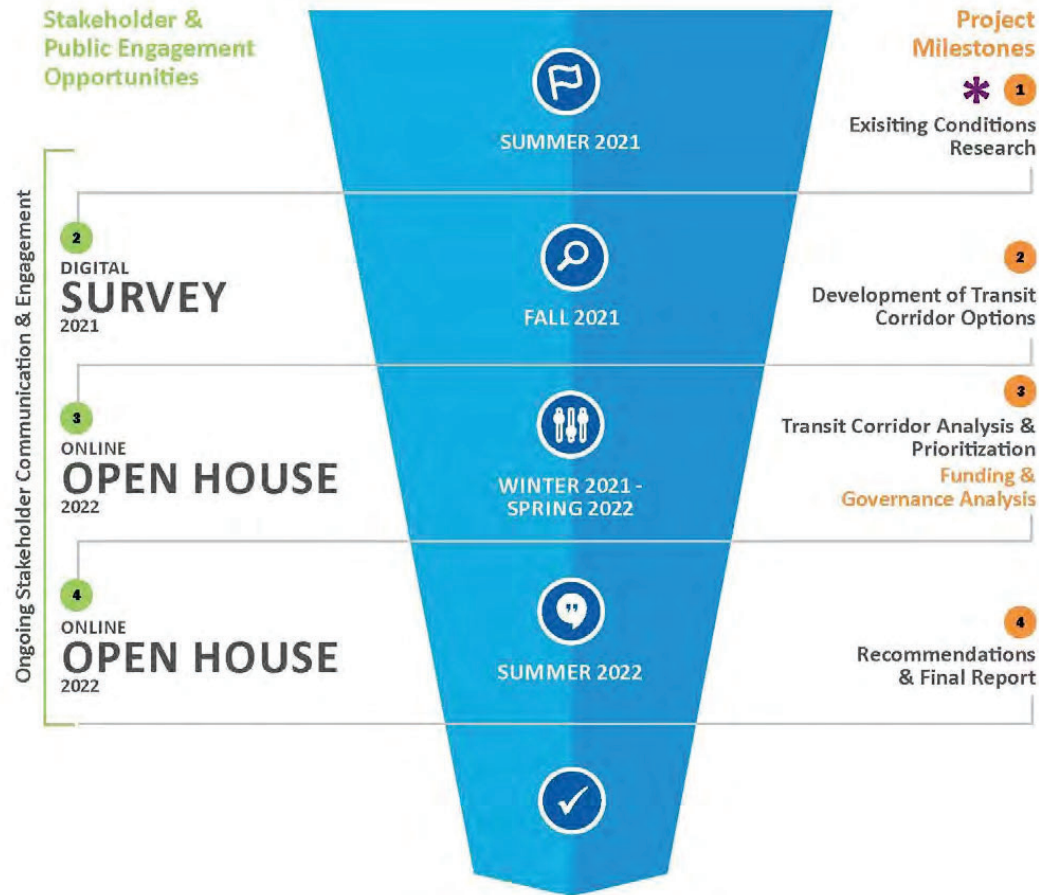 Stakeholder &
Public Engagement
Opportunities
Project
Milestones
SUMMER 2021
* 1
Exisiting Conditions
Research
Ongoing Stakeholder Communication & Engagement
2
DIGITAL
SURVEY
2021
FALL 2021
2
Development of Transit
Corridor Options
3
ONLINE
OPEN HOUSE
2022
WINTER 2021 -
SPRING 2022
3
Transit Corridor Analysis &
Prioritization
Funding &
Governance Analysis
4
ONLINE
OPEN HOUSE
2022
SUMMER 2022
4
Recommendations
& Final Report